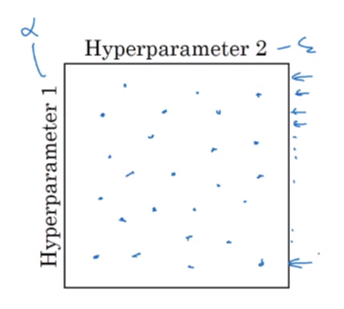 α
Hyperparameter 2 - ε
Hyperparameter 1